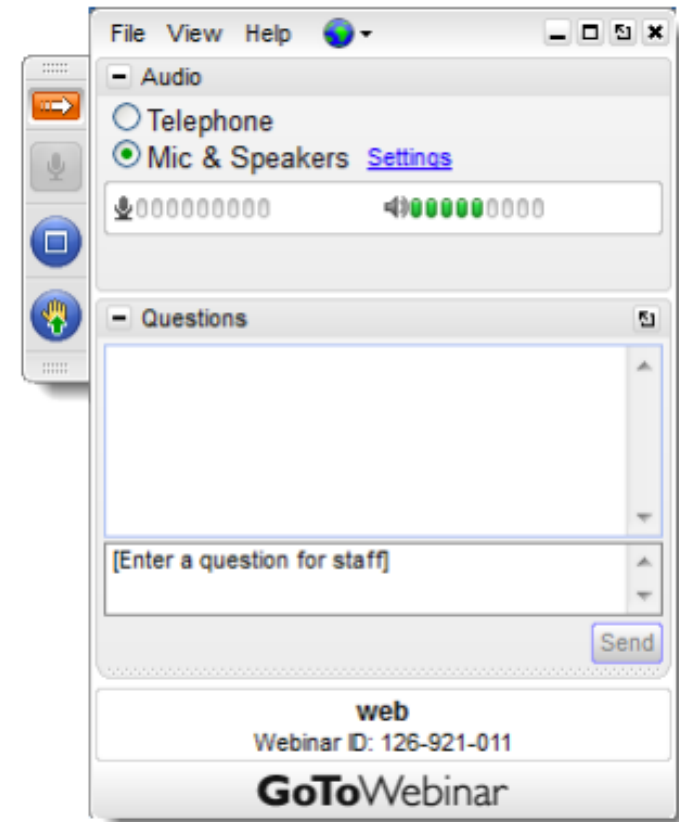 File View Help
Audio
Telephone
Mic & Speakers Settings
Questions
[Enter a question for staff]
Send
web
Webinar ID: 126-921-011
GoToWebinar